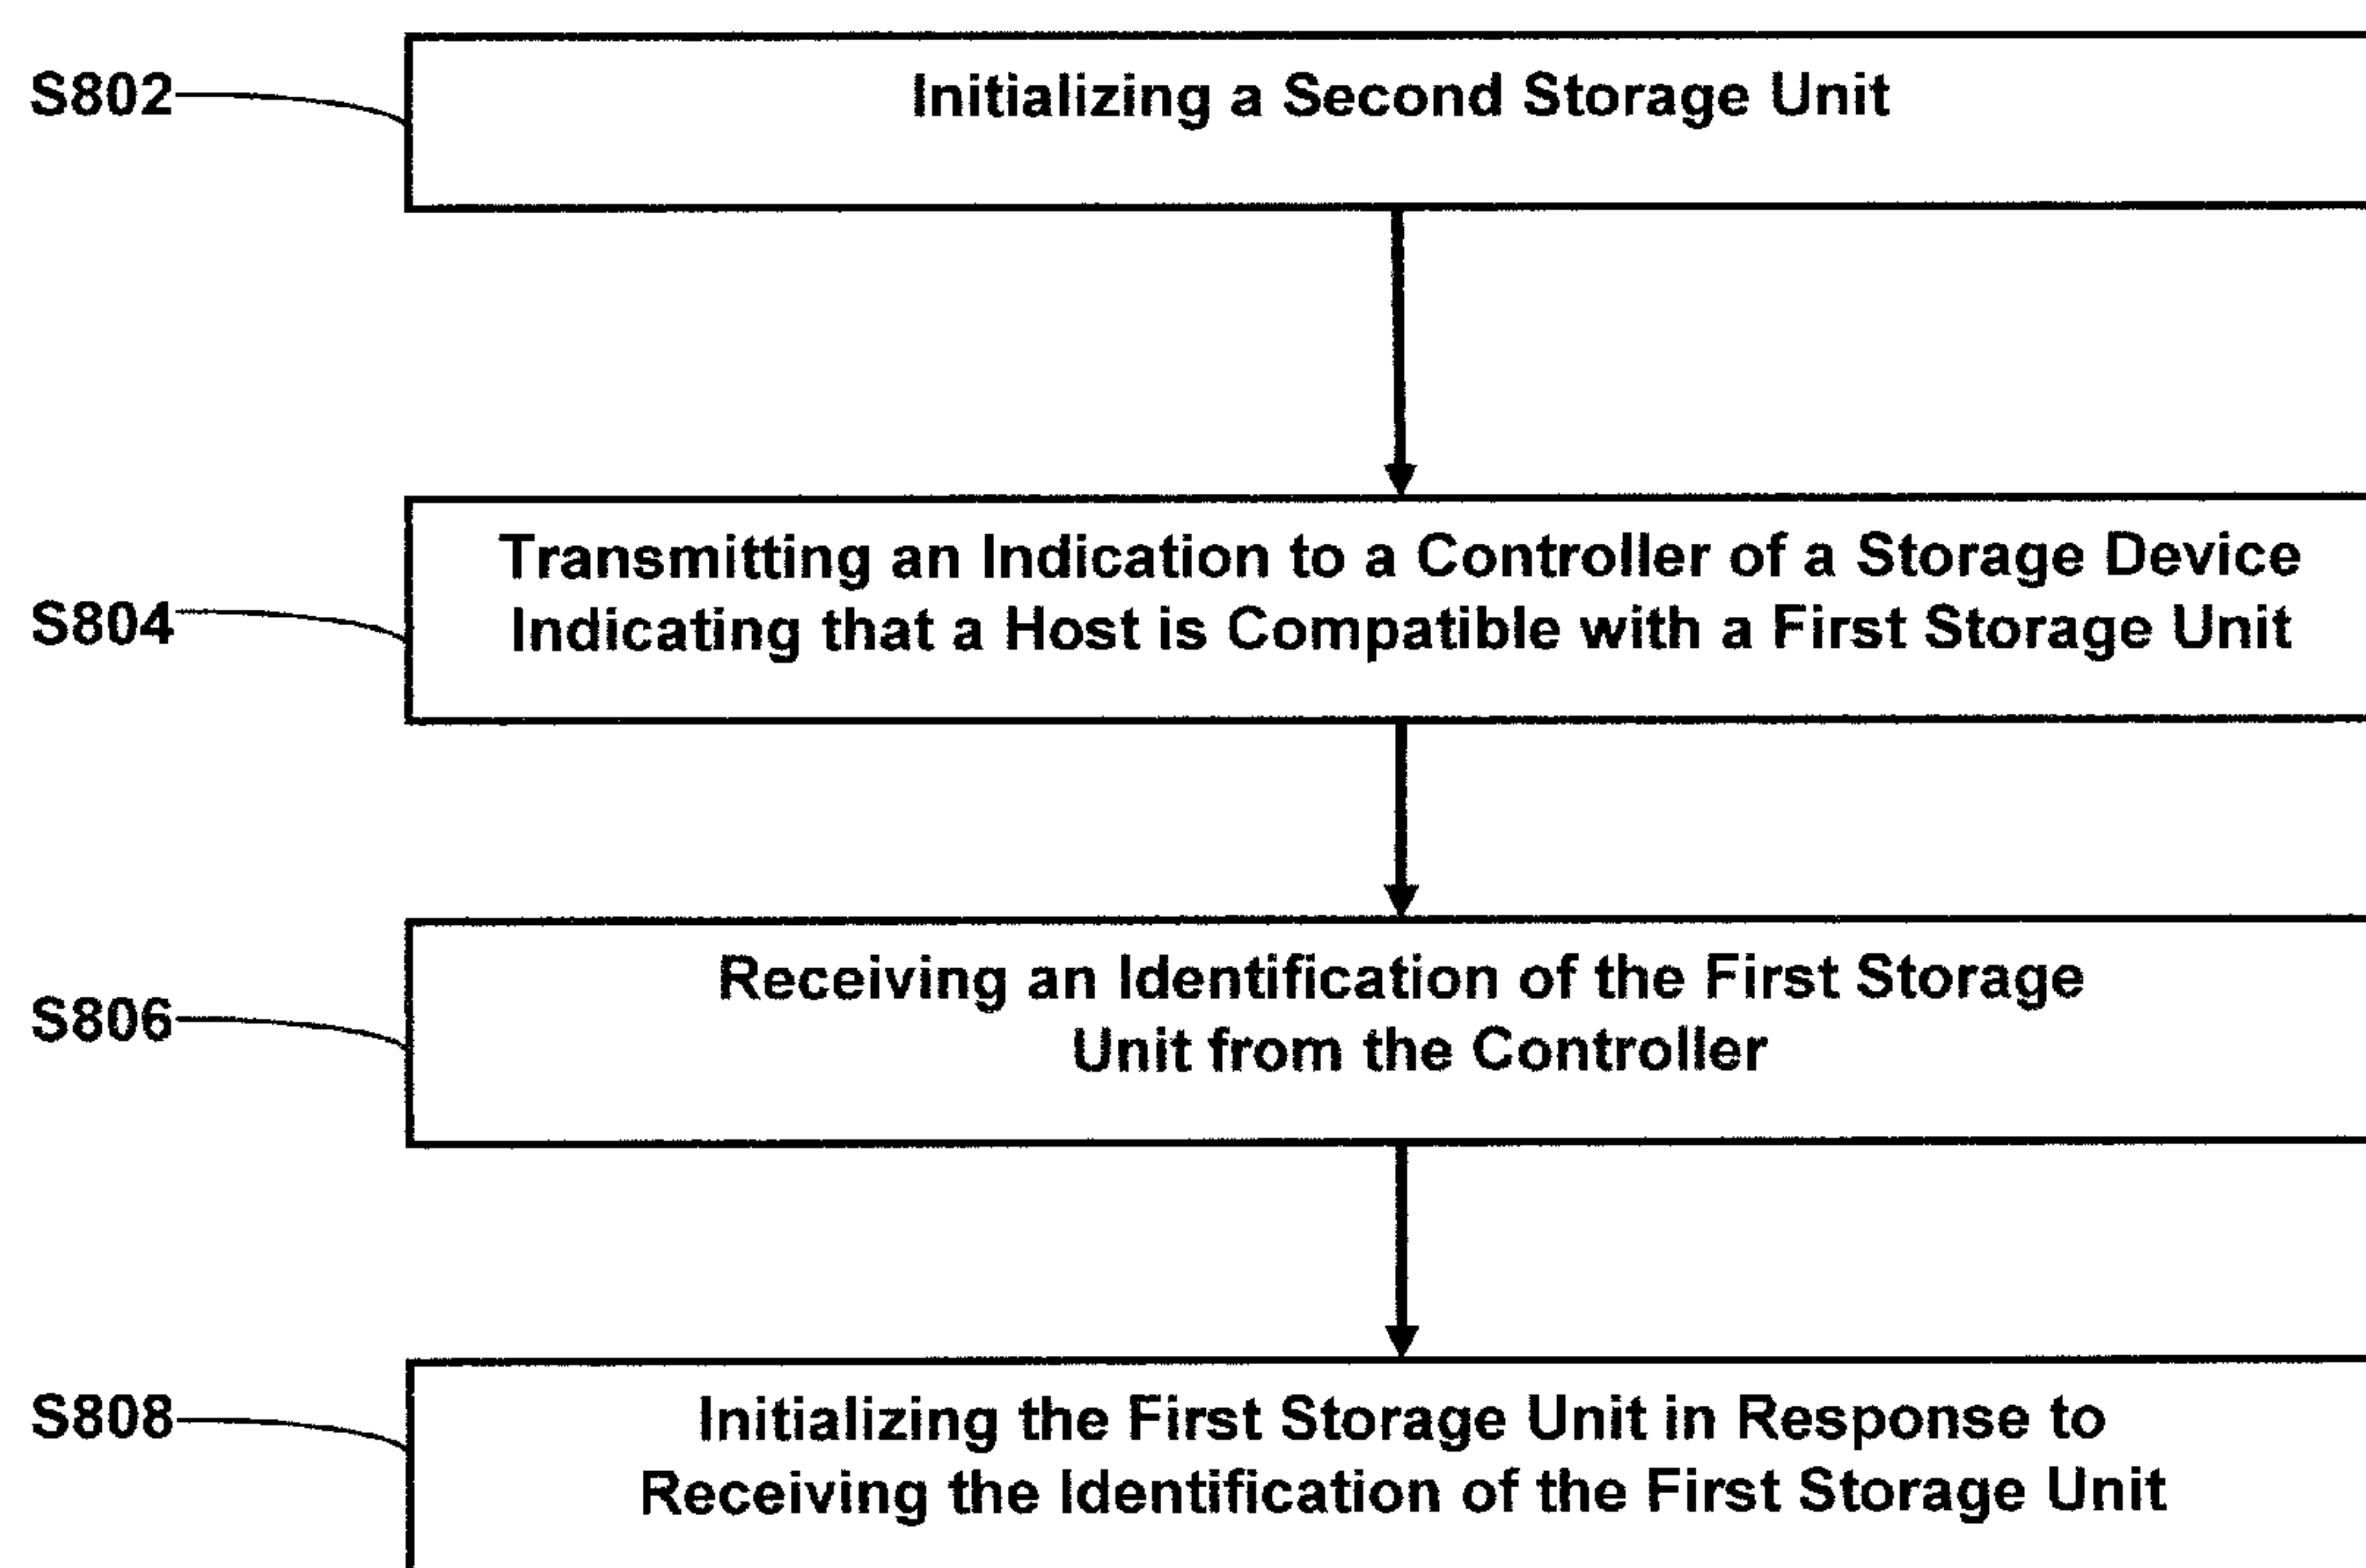 S802
Initializing a Second Storage Unit
S804
Transmitting an Indication to a Controller of a Storage Device
Indicating that a Host is Compatible with a First Storage Unit
S806
Receiving an Identification of the First Storage
Unit from the Controller
S808
Initializing the First Storage Unit in Response to
Receiving the Identification of the First Storage Unit